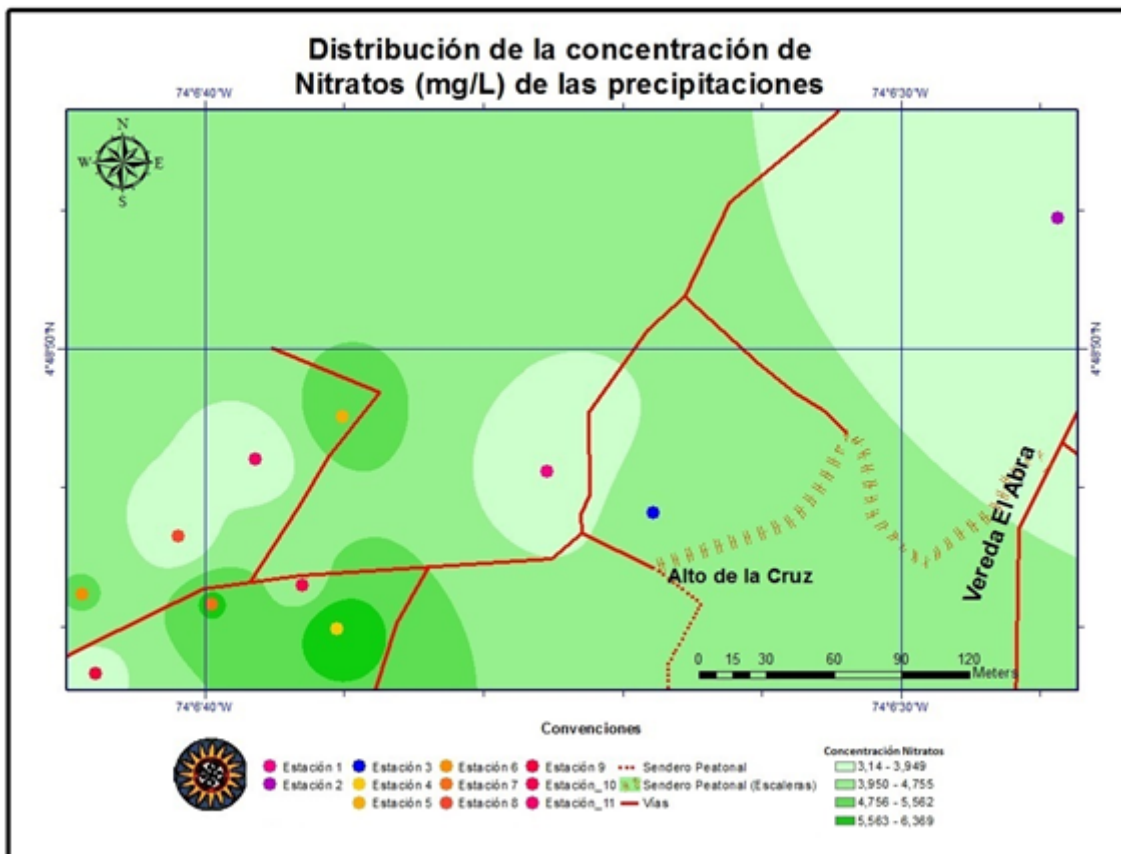 Distribución de la concentración de
Nitratos (mg/L) de las precipitaciones
74°6'40"W
74°6'30"W
N
W E
S
4°48'50"N
4°48'50"N
Vereda El Abra
Alto de la Cruz
0 15 30 60 90 120
Meters
74°6'40"W
74°6'30"W
Convenciones
Estación 1
Estación 2
Estación 3
Estación 4
Estación 5
Estación 6
Estación 7
Estación 8
Estación 9
Estación_10
Estación_11
Sendero Peatonal
Sendero Peatonal (Escaleras)
Vías
Concentración Nitratos
3,14 - 3,949
3,950 - 4,755
4,756 - 5,562
5,563 - 6,369